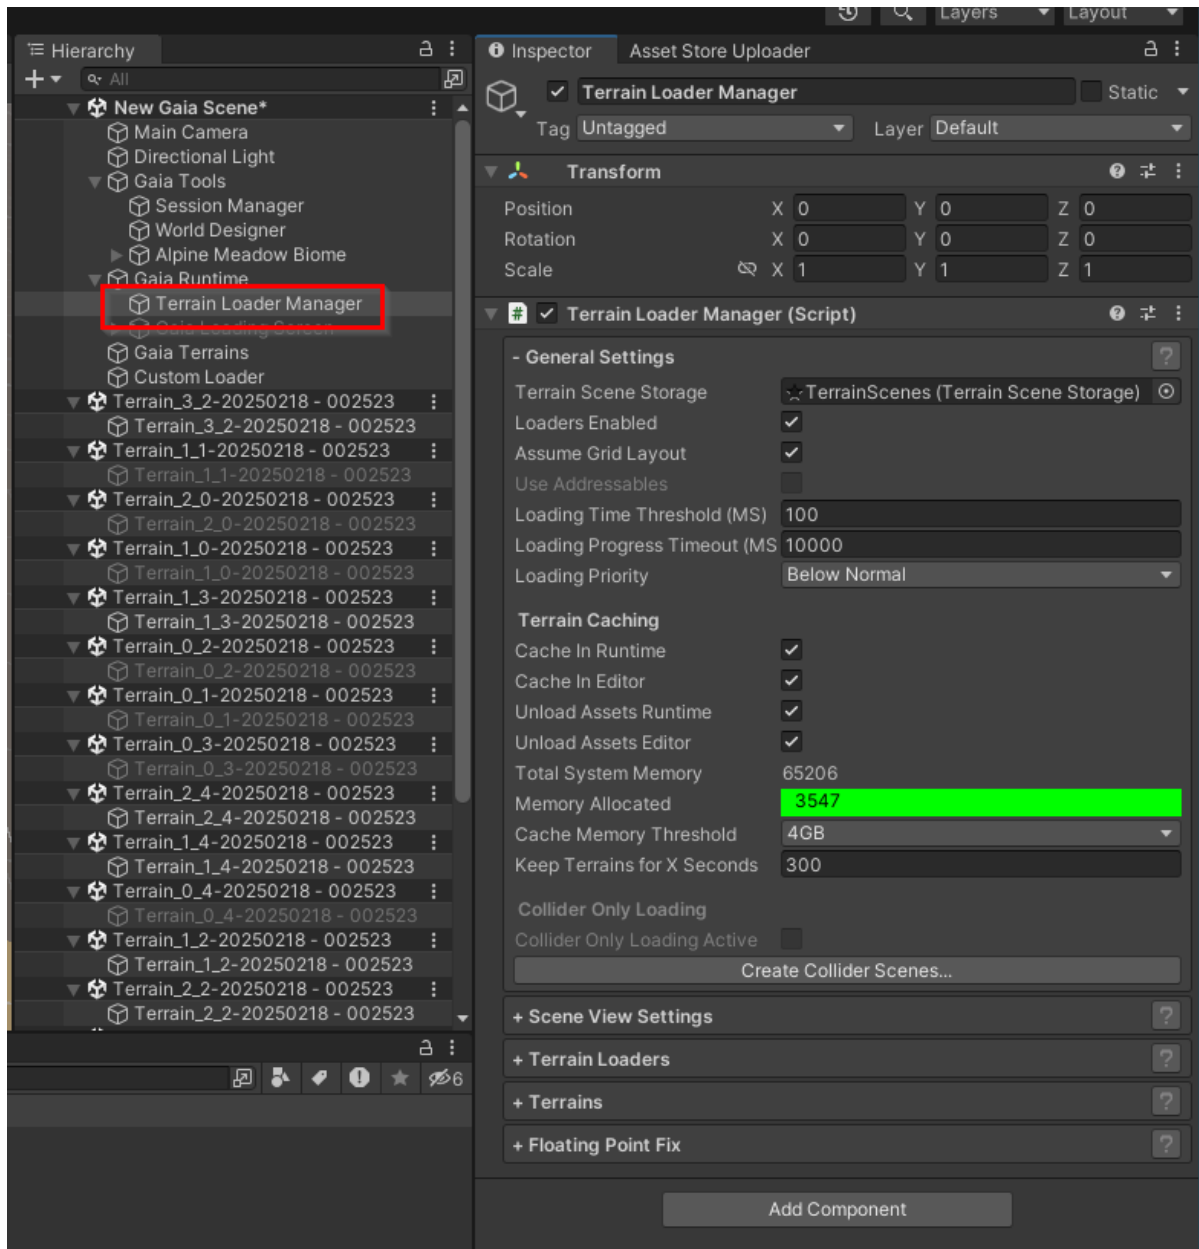 Layers
Layout
Hierarchy
All
New Gaia Scene*
Main Camera
Directional Light
Gaia Tools
Session Manager
World Designer
Alpine Meadow Biome
Gaia Runtime
Terrain Loader Manager
Gaia Loading Screen
Gaia Terrains
Custom Loader
Terrain_3_2-20250218 - 002523
Terrain_3_2-20250218 - 002523
Terrain_1_1-20250218 - 002523
Terrain_1_1-20250218 - 002523
Terrain_2_0-20250218 - 002523
Terrain_2_0-20250218 - 002523
Terrain_1_0-20250218 - 002523
Terrain_1_0-20250218 - 002523
Terrain_1_3-20250218 - 002523
Terrain_1_3-20250218 - 002523
Terrain_0_2-20250218 - 002523
Terrain_0_2-20250218 - 002523
Terrain_0_1-20250218 - 002523
Terrain_0_1-20250218 - 002523
Terrain_0_3-20250218 - 002523
Terrain_0_3-20250218 - 002523
Terrain_2_4-20250218 - 002523
Terrain_2_4-20250218 - 002523
Terrain_1_4-20250218 - 002523
Terrain_1_4-20250218 - 002523
Terrain_0_4-20250218 - 002523
Terrain_0_4-20250218 - 002523
Terrain_1_2-20250218 - 002523
Terrain_1_2-20250218 - 002523
Terrain_2_2-20250218 - 002523
Terrain_2_2-20250218 - 002523
6
Inspector Asset Store Uploader
Terrain Loader Manager Static
Tag Untagged Layer Default
Transform
Position X 0 Y 0 Z 0
Rotation X 0 Y 0 Z 0
Scale X 1 Y 1 Z 1
# Terrain Loader Manager (Script)
- General Settings ?
Terrain Scene Storage TerrainScenes (Terrain Scene Storage)
Loaders Enabled
Assume Grid Layout
Use Addressables
Loading Time Threshold (MS) 100
Loading Progress Timeout (MS 10000
Loading Priority Below Normal
Terrain Caching
Cache In Runtime
Cache In Editor
Unload Assets Runtime
Unload Assets Editor
Total System Memory 65206
Memory Allocated 3547
Cache Memory Threshold 4GB
Keep Terrains for X Seconds 300
Collider Only Loading
Collider Only Loading Active
Create Collider Scenes...
+ Scene View Settings ?
+ Terrain Loaders ?
+ Terrains ?
+ Floating Point Fix ?
Add Component